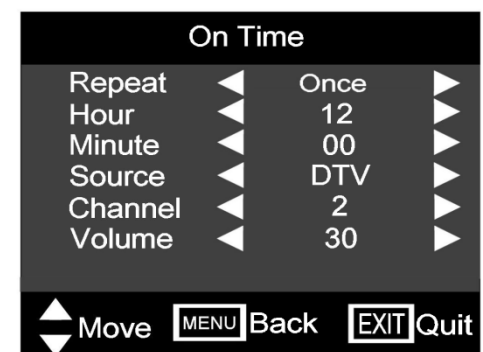 On Time
Repeat Once
Hour 12
Minute 00
Source DTV
Channel 2
Volume 30
Move MENU Back EXIT Quit